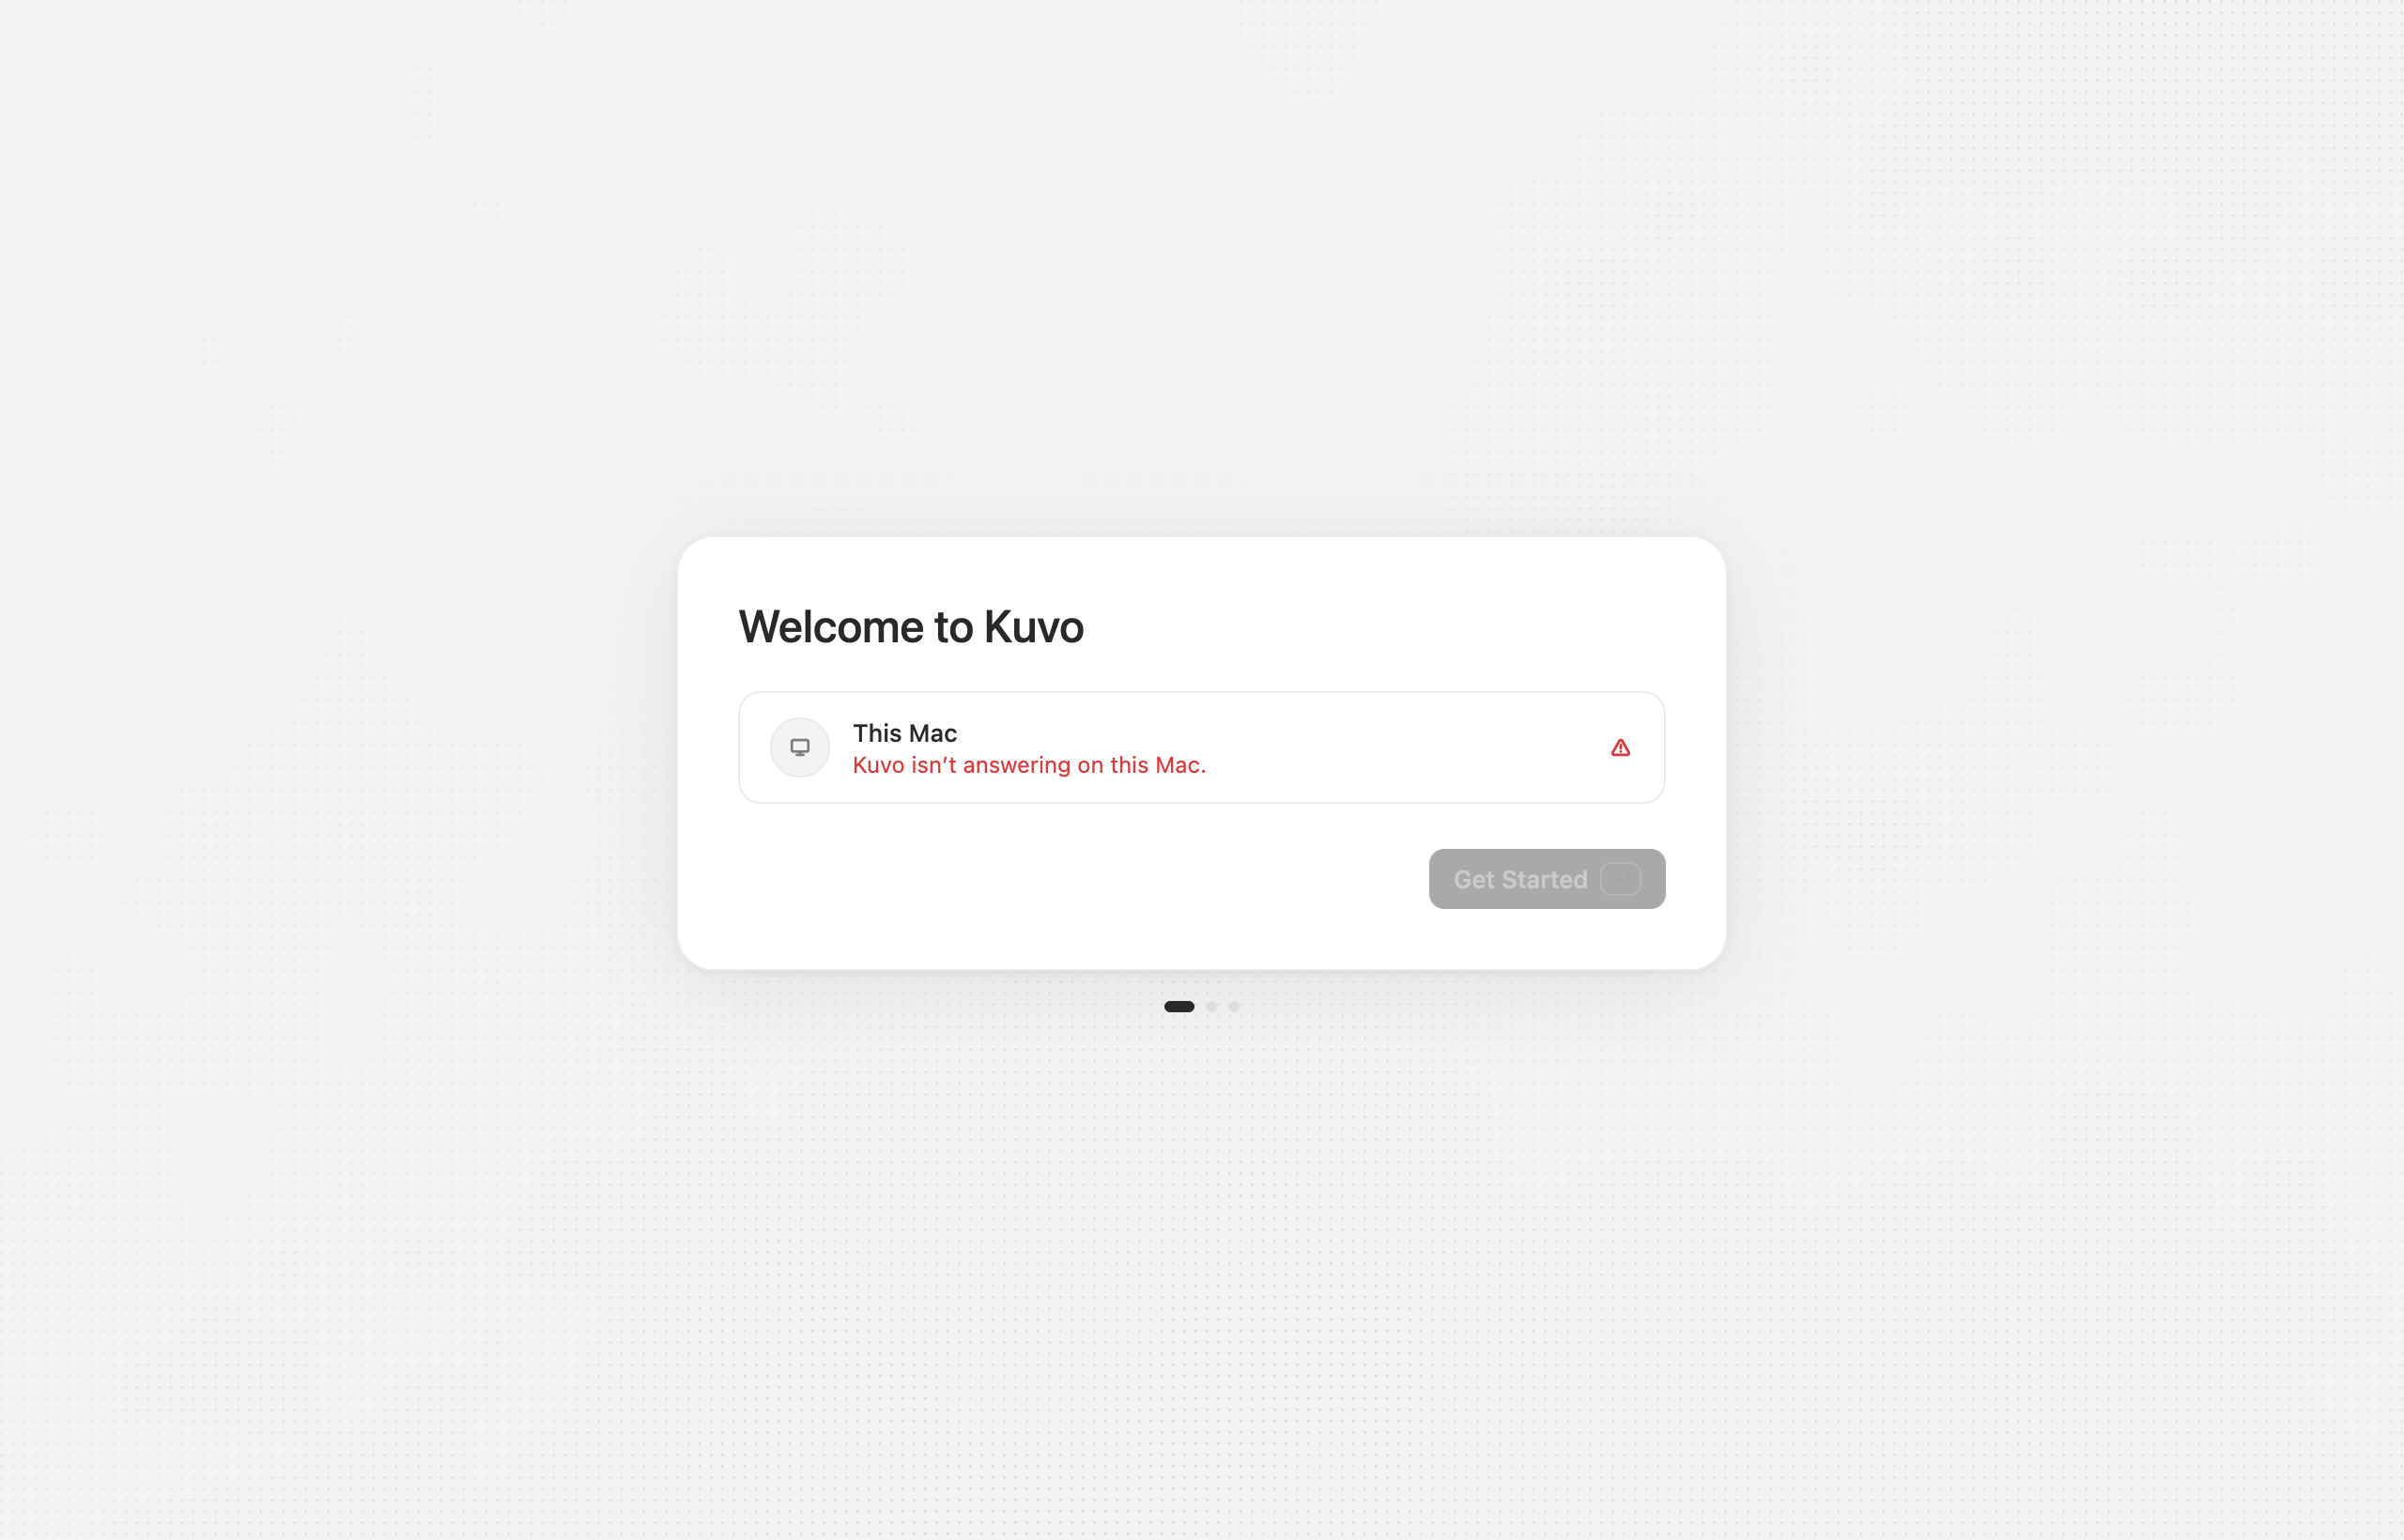 Welcome to Kuvo
This Mac
Kuvo isn’t answering on this Mac.
Get Started